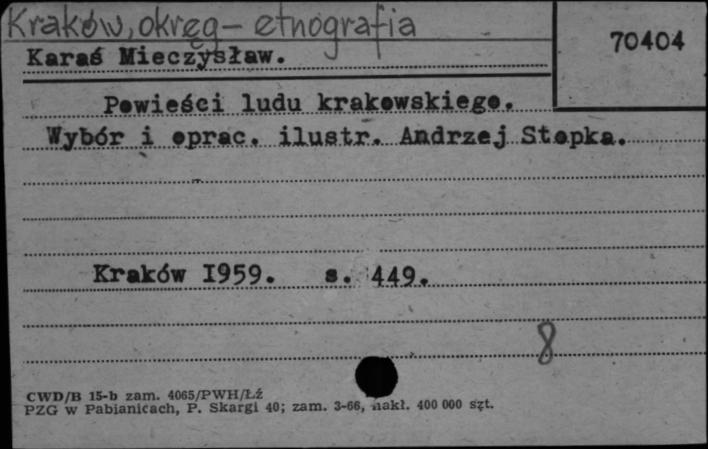 Kraków, okręg - etnografia
70404
Karaś Mieczysław.
Powieści ludu krakowskiego.
Wybór i oprac. ilustr. Andrzej Stopka.
Kraków I959. s. 449.
8
CWD/B 15-b zam. 4065/PWH/Łź
PZG w Pabianicach, P. Skargi 40; zam. 3-66, nakł. 400 000 szt.